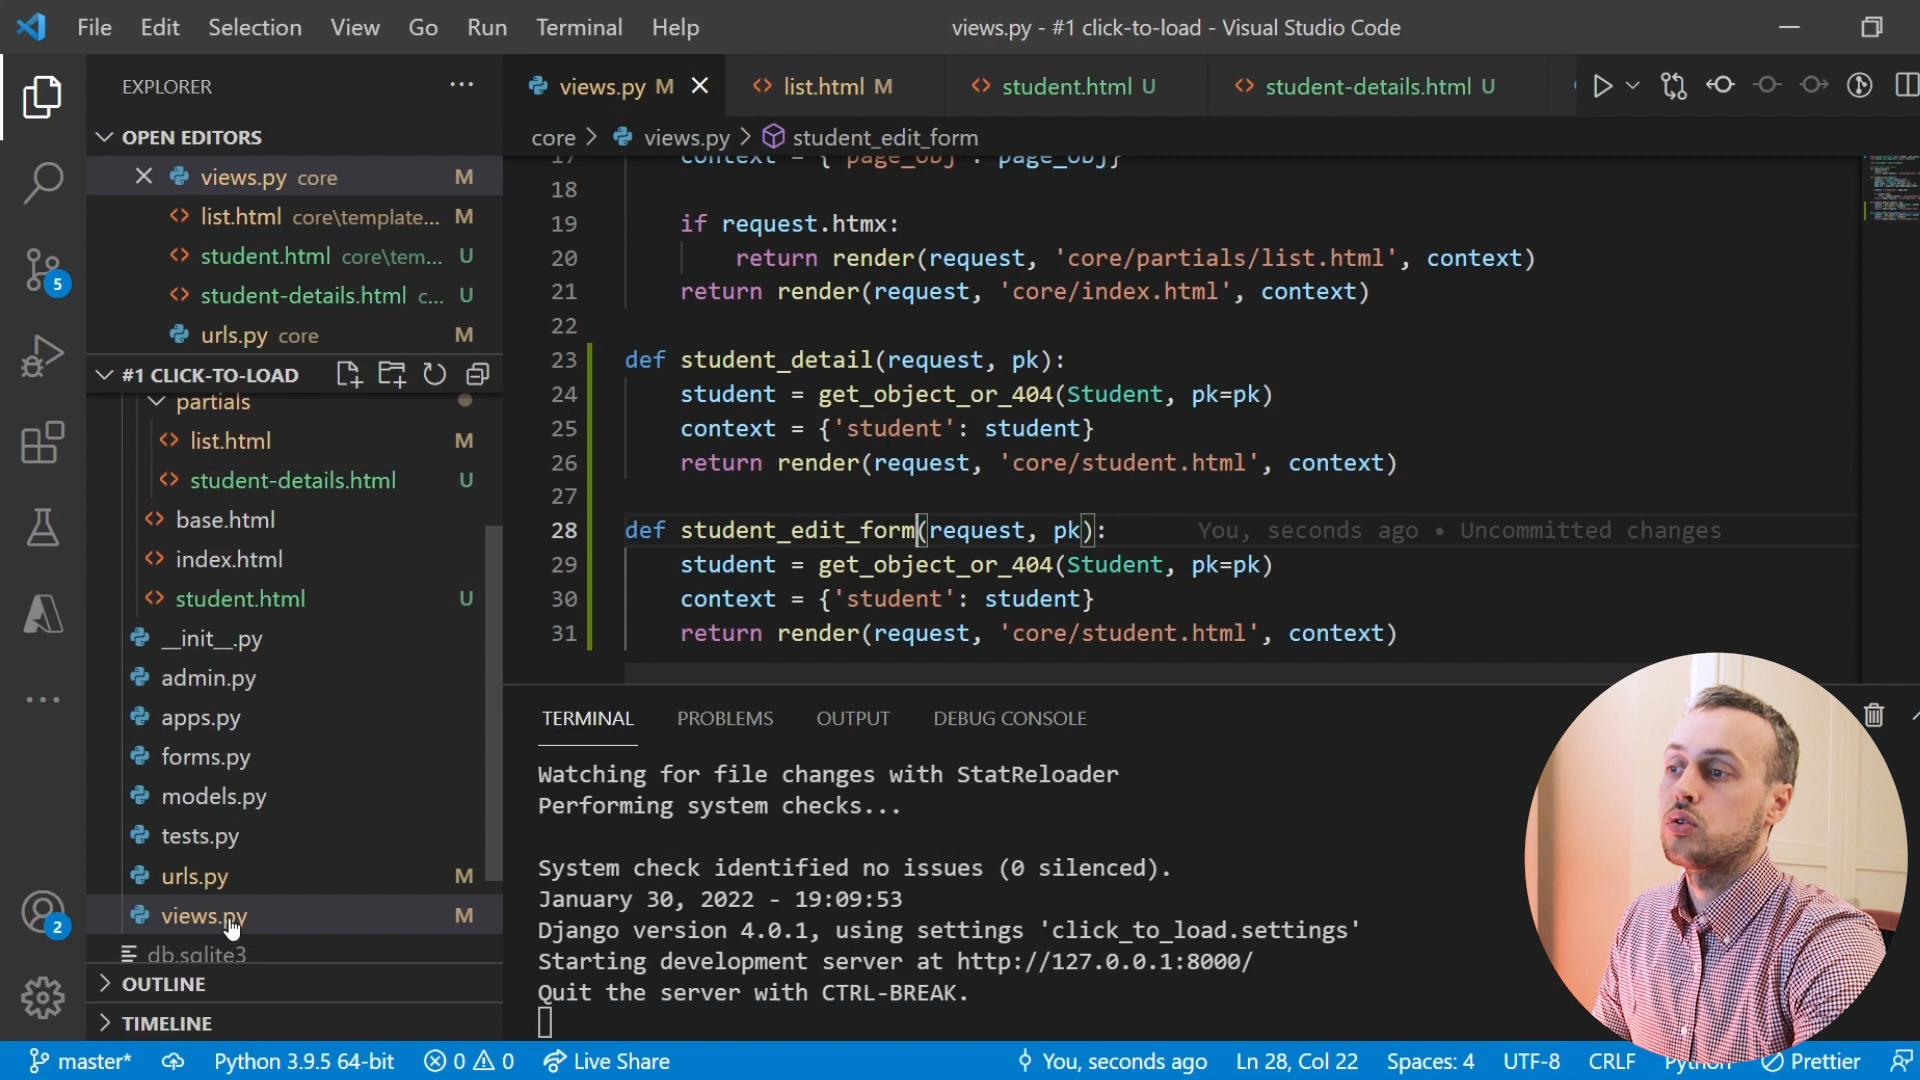 File Edit Selection View Go Run Terminal Help
views.py - #1 click-to-load - Visual Studio Code
EXPLORER
views.py M
list.html M
student.html U
student-details.html U
OPEN EDITORS
core > views.py > student_edit_form
views.py core M
list.html core\template... M
student.html core\tem... U
student-details.html c... U
urls.py core M
#1 CLICK-TO-LOAD
partials
list.html M
student-details.html U
base.html
index.html
student.html U
__init__.py
admin.py
apps.py
forms.py
models.py
tests.py
urls.py M
views.py M
db.sqlite3
OUTLINE
TIMELINE
5
2
17 context = {'page_obj': page_obj}
18
19 if request.htmx:
20 return render(request, 'core/partials/list.html', context)
21 return render(request, 'core/index.html', context)
22
23 def student_detail(request, pk):
24 student = get_object_or_404(Student, pk=pk)
25 context = {'student': student}
26 return render(request, 'core/student.html', context)
27
28 def student_edit_form(request, pk): You, seconds ago • Uncommitted changes
29 student = get_object_or_404(Student, pk=pk)
30 context = {'student': student}
31 return render(request, 'core/student.html', context)
TERMINAL PROBLEMS OUTPUT DEBUG CONSOLE
Watching for file changes with StatReloader
Performing system checks...
System check identified no issues (0 silenced).
January 30, 2022 - 19:09:53
Django version 4.0.1, using settings 'click_to_load.settings'
Starting development server at http://127.0.0.1:8000/
Quit the server with CTRL-BREAK.
master* Python 3.9.5 64-bit 0 0 Live Share You, seconds ago Ln 28, Col 22 Spaces: 4 UTF-8 CRLF Python Prettier